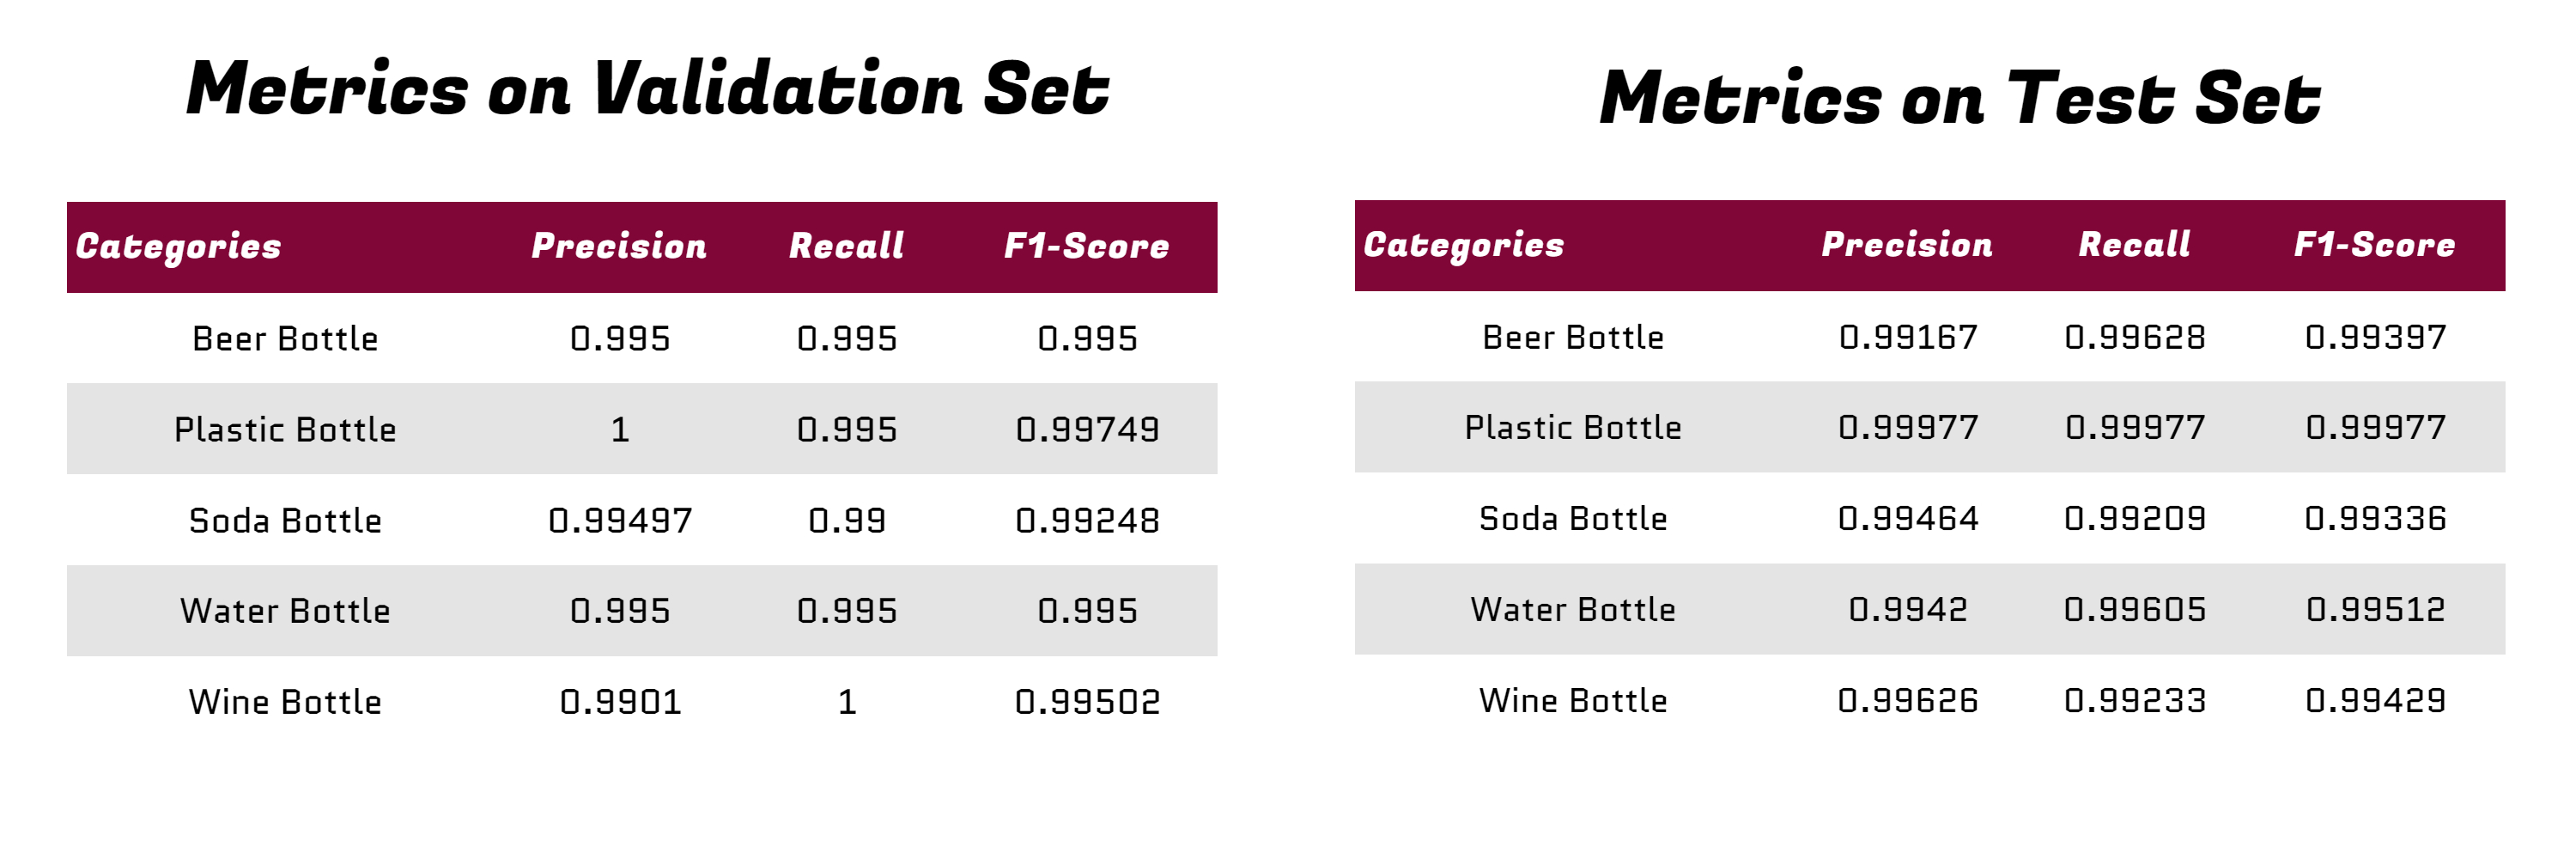 Metrics on Validation Set
Categories Precision Recall F1-Score
Beer Bottle 0.995 0.995 0.995
Plastic Bottle 1 0.995 0.99749
Soda Bottle 0.99497 0.99 0.99248
Water Bottle 0.995 0.995 0.995
Wine Bottle 0.9901 1 0.99502
Metrics on Test Set
Categories Precision Recall F1-Score
Beer Bottle 0.99167 0.99628 0.99397
Plastic Bottle 0.99977 0.99977 0.99977
Soda Bottle 0.99464 0.99209 0.99336
Water Bottle 0.9942 0.99605 0.99512
Wine Bottle 0.99626 0.99233 0.99429